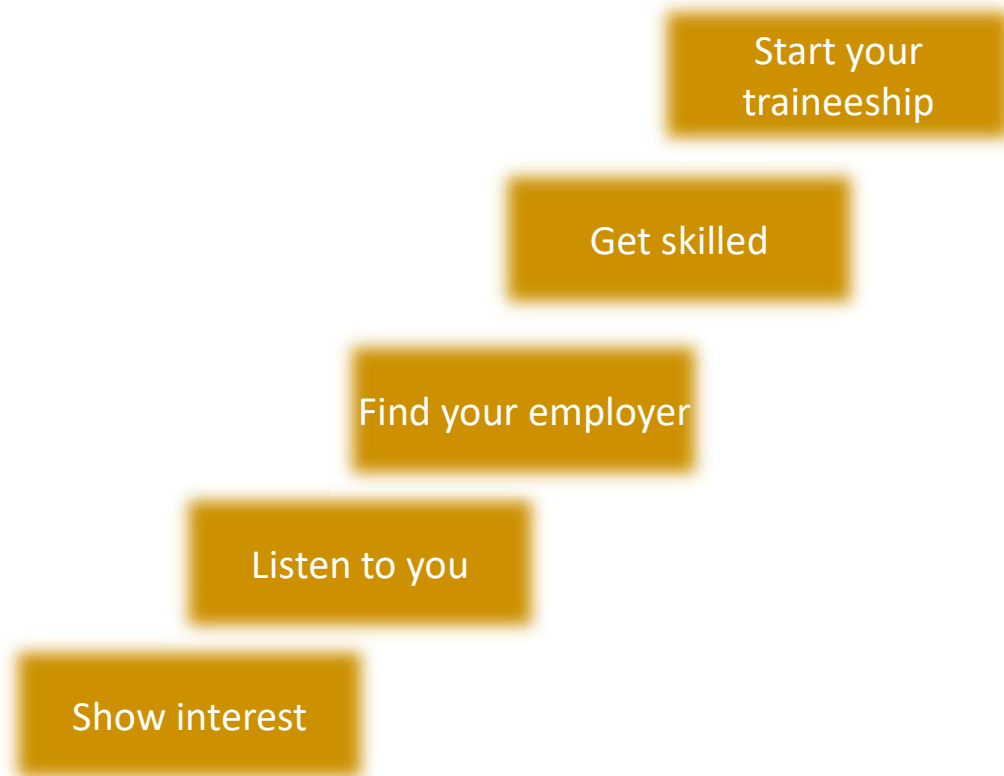 Start your
traineeship
Get skilled
Find your employer
Listen to you
Show interest